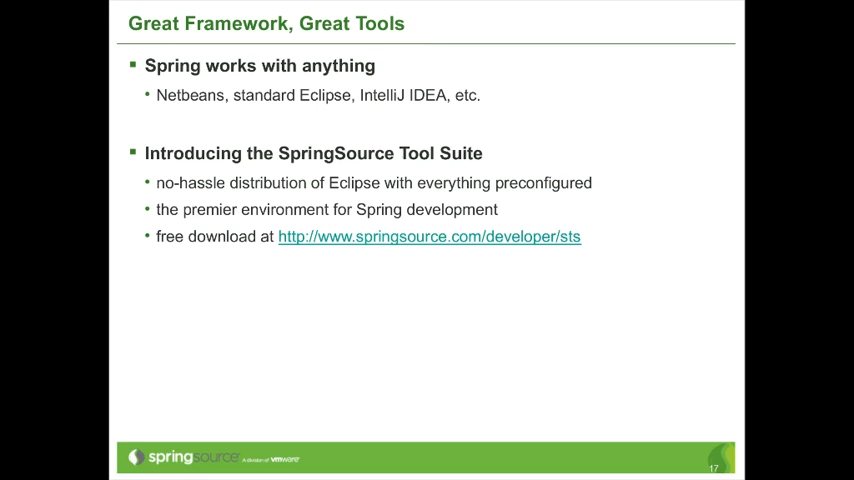 Great Framework, Great Tools
Spring works with anything
Netbeans, standard Eclipse, IntelliJ IDEA, etc.
Introducing the SpringSource Tool Suite
no-hassle distribution of Eclipse with everything preconfigured
the premier environment for Spring development
free download at http://www.springsource.com/developer/sts
springsource A division of vmware
17